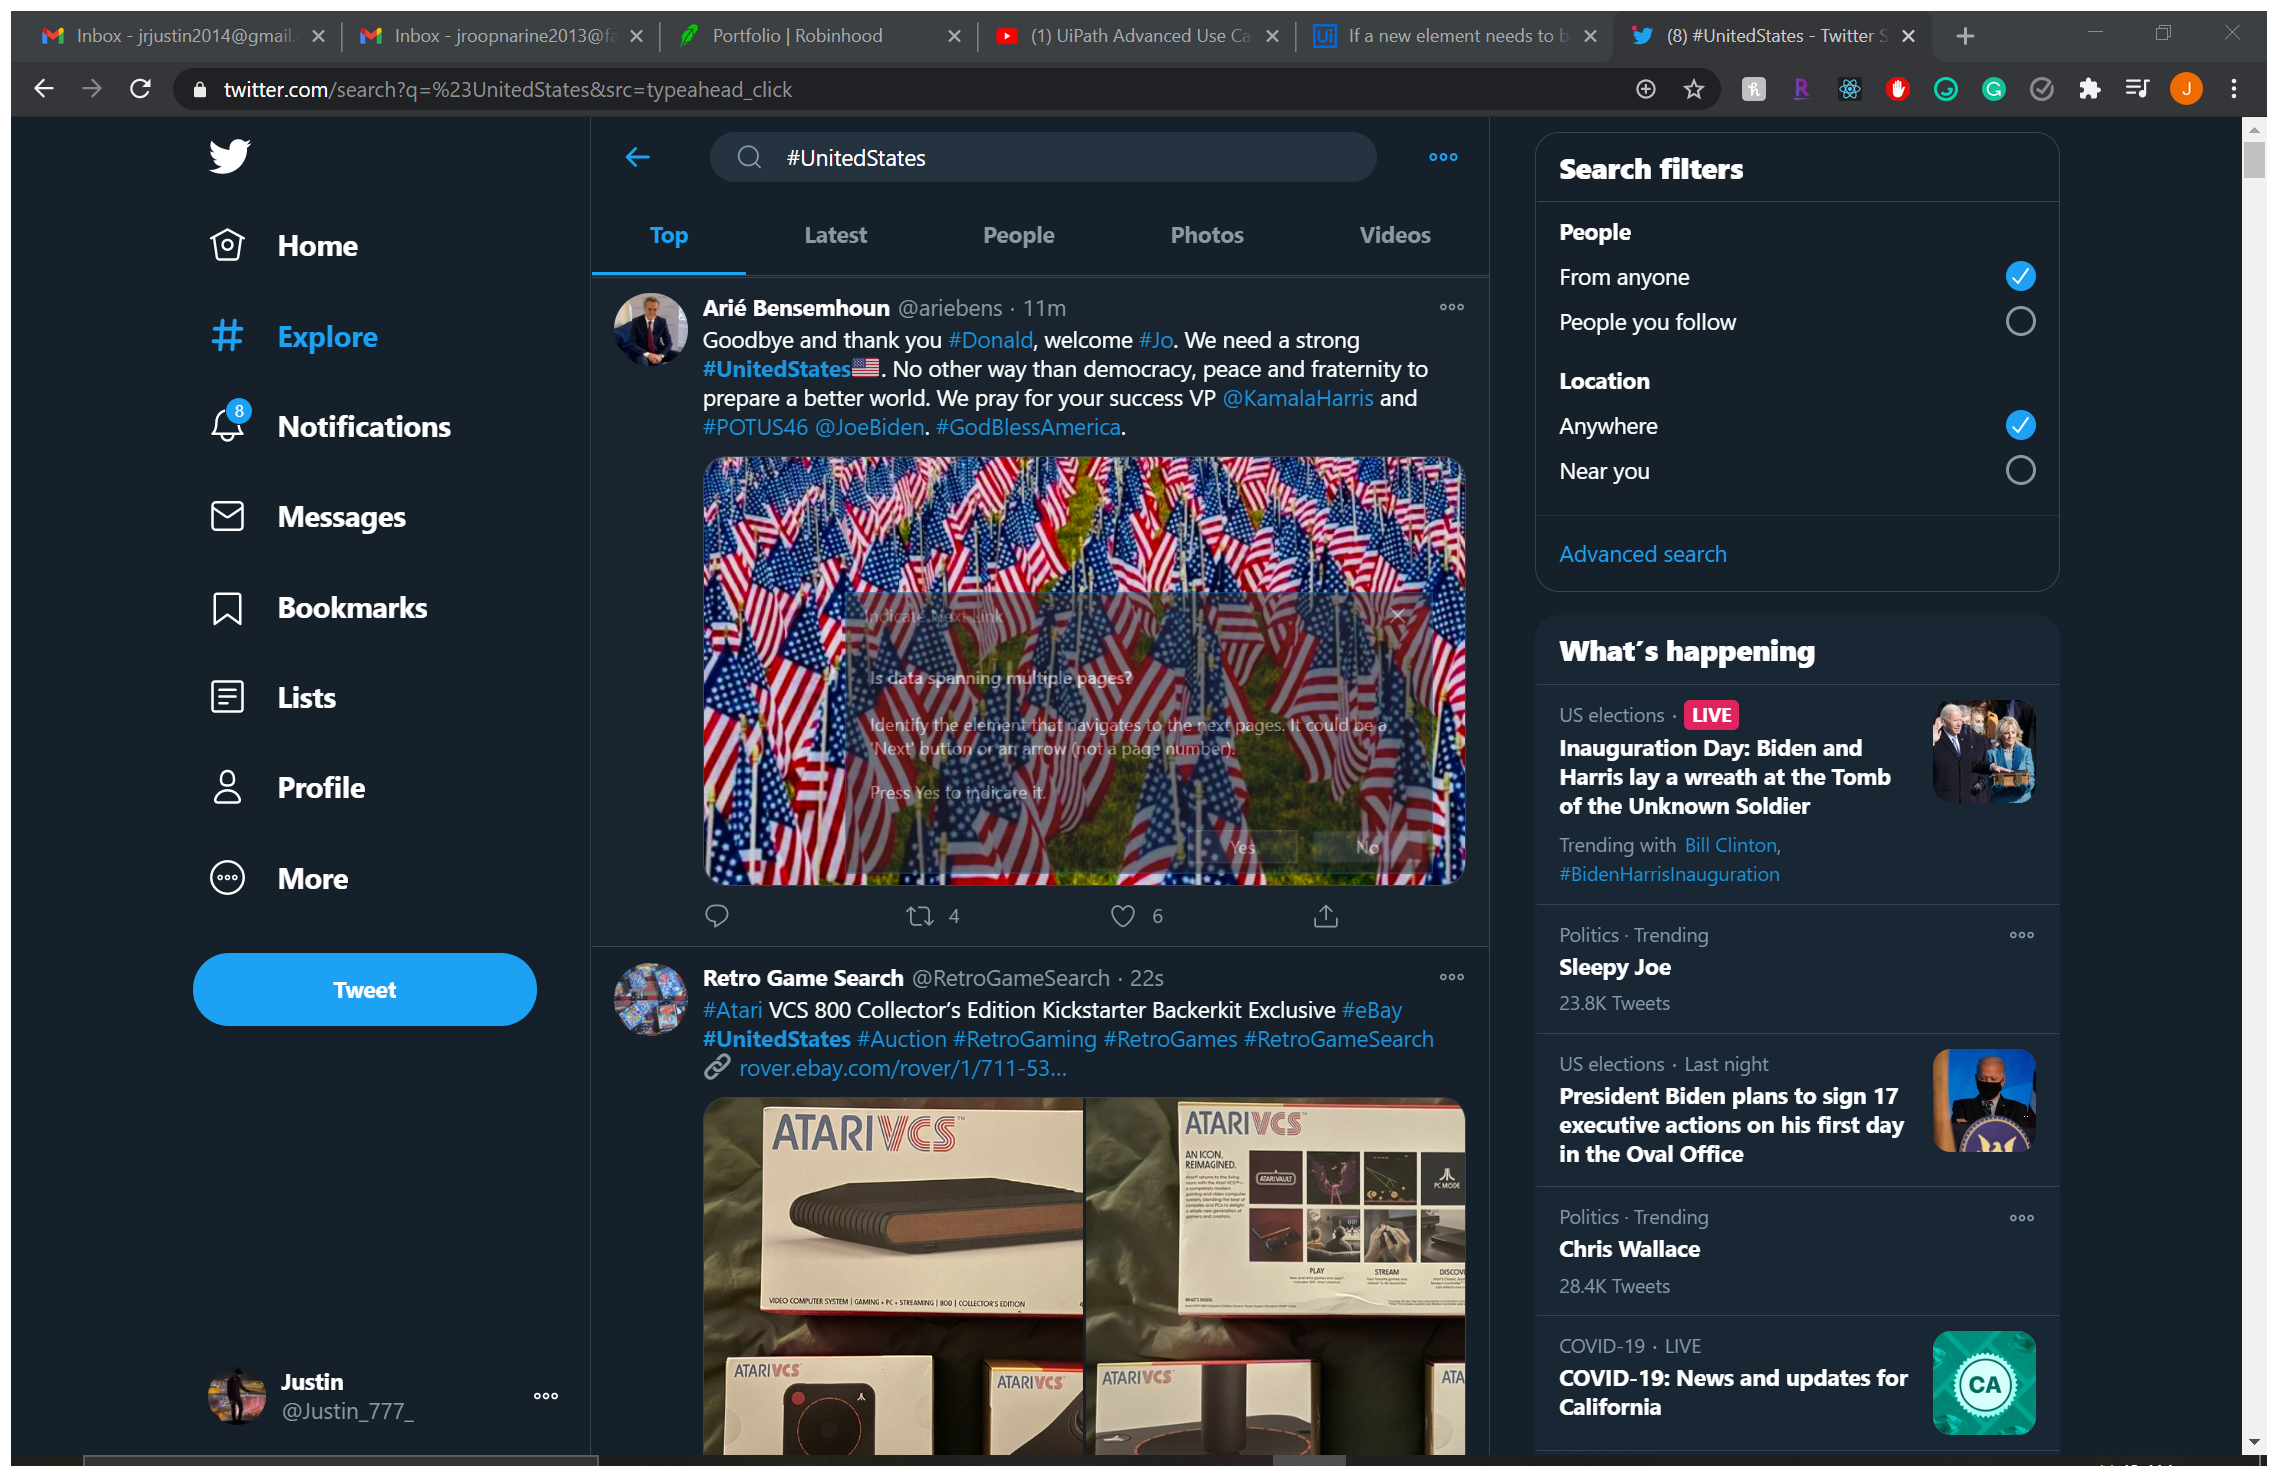 Inbox - jrjustin2014@gmail.
Inbox - jroopnarine2013@fa
Portfolio | Robinhood
(1) UiPath Advanced Use Ca
If a new element needs to b
(8) #UnitedStates - Twitter S
twitter.com/search?q=%23UnitedStates&src=typeahead_click
J
Home
Explore
8
Notifications
Messages
Bookmarks
Lists
Profile
More
Tweet
Justin
@Justin_777_
#UnitedStates
Top
Latest
People
Photos
Videos
Arié Bensemhoun @ariebens · 11m
Goodbye and thank you #Donald, welcome #Jo. We need a strong
#UnitedStates. No other way than democracy, peace and fraternity to
prepare a better world. We pray for your success VP @KamalaHarris and
#POTUS46 @JoeBiden. #GodBlessAmerica.
Indicate Next Link
Is data spanning multiple pages?
Identify the element that navigates to the next pages. It could be a
'Next' button or an arrow (not a page number).
Press Yes to indicate it.
Yes
No
4
6
Retro Game Search @RetroGameSearch · 22s
#Atari VCS 800 Collector's Edition Kickstarter Backerkit Exclusive #eBay
#UnitedStates #Auction #RetroGaming #RetroGames #RetroGameSearch
rover.ebay.com/rover/1/711-53...
ATARI VCS
VIDEO COMPUTER SYSTEM | GAMING + PC + STREAMING | 800 | COLLECTOR'S EDITION
ATARI VCS
AN ICON,
REIMAGINED.
ATARI VAULT
PC MODE
PLAY
STREAM
DISCOV
ATARI VCS
ATARI VCS
ATARI VCS
ATA
Search filters
People
From anyone
People you follow
Location
Anywhere
Near you
Advanced search
What's happening
US elections · LIVE
Inauguration Day: Biden and
Harris lay a wreath at the Tomb
of the Unknown Soldier
Trending with Bill Clinton,
#BidenHarrisInauguration
Politics · Trending
Sleepy Joe
23.8K Tweets
US elections · Last night
President Biden plans to sign 17
executive actions on his first day
in the Oval Office
Politics · Trending
Chris Wallace
28.4K Tweets
COVID-19 · LIVE
COVID-19: News and updates for
California
CA